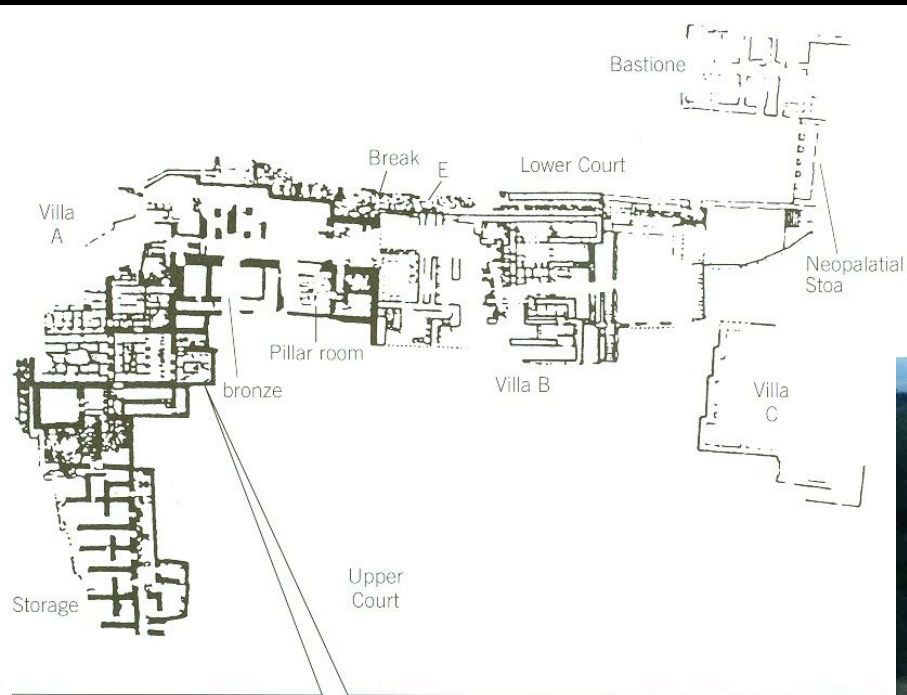 Bastione
Break
E
Lower Court
Villa
A
Neopalatial
Stoa
Pillar room
bronze
Villa B
Villa
C
Upper
Court
Storage